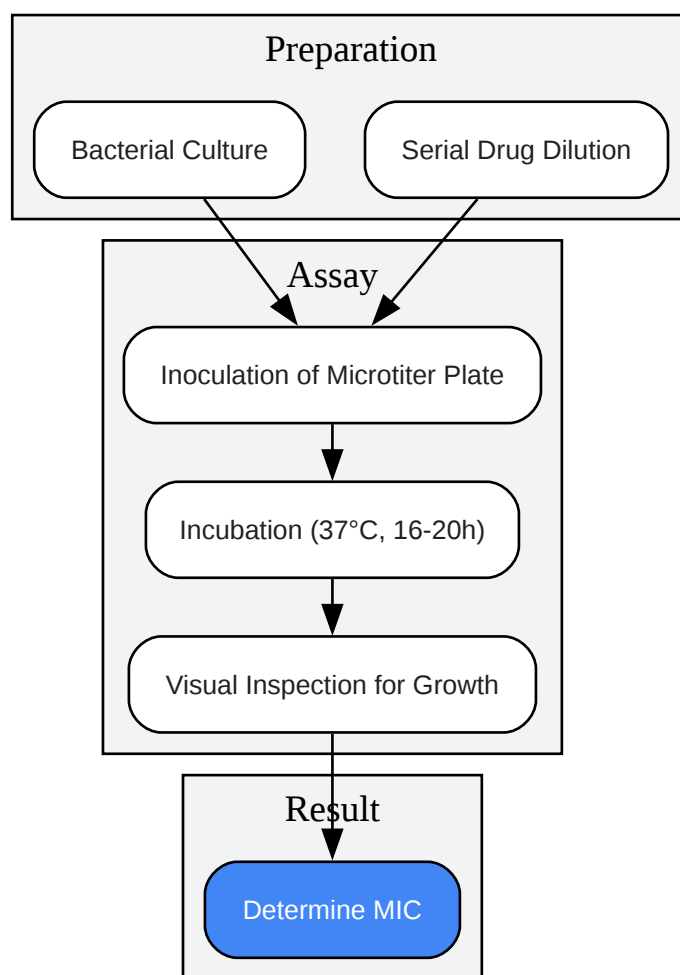 Preparation
Bacterial Culture
Serial Drug Dilution
Assay
Inoculation of Microtiter Plate
Incubation (37°C, 16-20h)
Visual Inspection for Growth
Result
Determine MIC